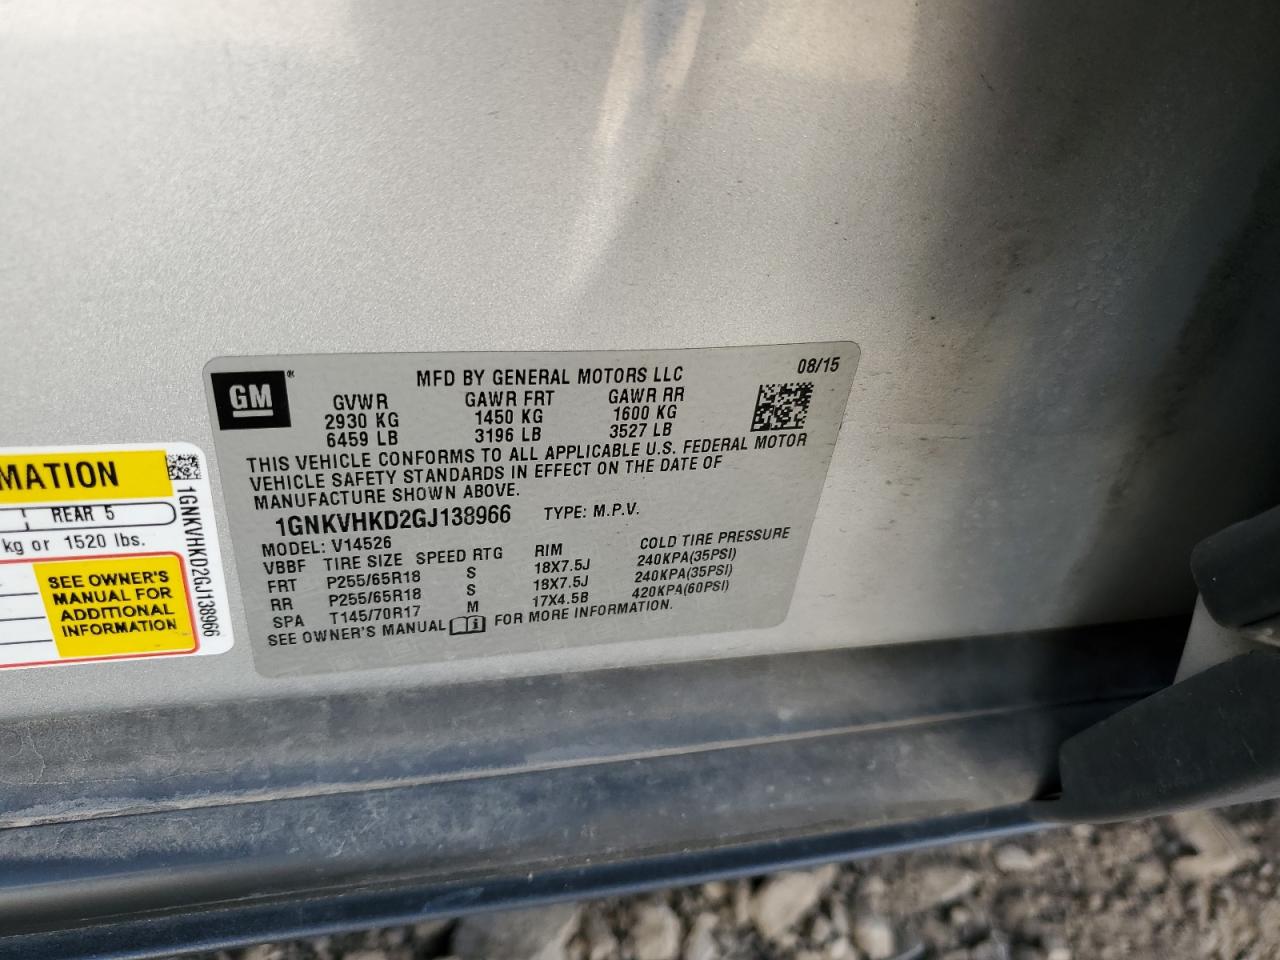 GM
®
MFD BY GENERAL MOTORS LLC
08/15
GVWR GAWR FRT GAWR RR
2930 KG 1450 KG 1600 KG
6459 LB 3196 LB 3527 LB
THIS VEHICLE CONFORMS TO ALL APPLICABLE U.S. FEDERAL MOTOR
VEHICLE SAFETY STANDARDS IN EFFECT ON THE DATE OF
MANUFACTURE SHOWN ABOVE.
1GNKVHKD2GJ138966 TYPE: M.P.V.
MODEL: V14526
VBBF TIRE SIZE SPEED RTG RIM COLD TIRE PRESSURE
FRT P255/65R18 S 18X7.5J 240KPA(35PSI)
RR P255/65R18 S 18X7.5J 240KPA(35PSI)
SPA T145/70R17 M 17X4.5B 420KPA(60PSI)
SEE OWNER'S MANUAL i FOR MORE INFORMATION.
MATION
REAR 5
kg or 1520 lbs.
SEE OWNER'S
MANUAL FOR
ADDITIONAL
INFORMATION
1GNKVHKD2GJ138966